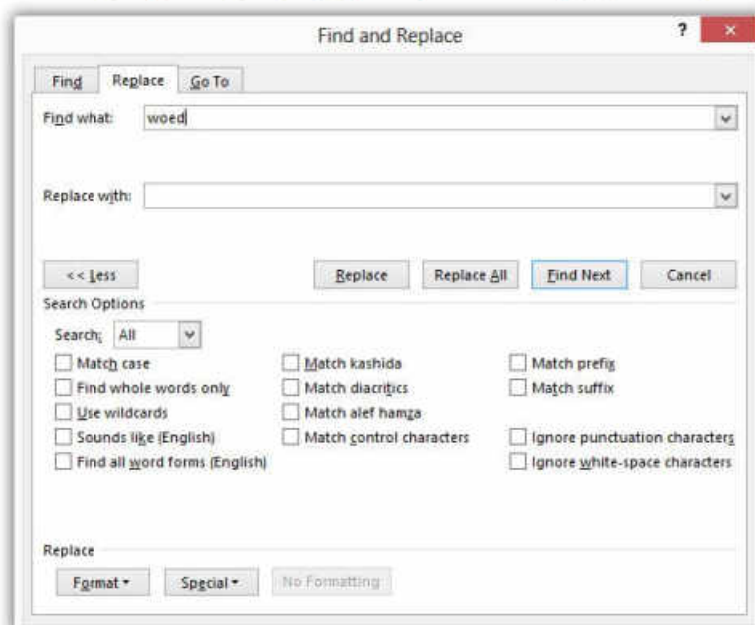 Find and Replace ?
Find Replace Go To
Find what: woed
Replace with:
<< Less Replace Replace All Find Next Cancel
Search Options
Search: All
Match case Match kashida Match prefix
Find whole words only Match diacritics Match suffix
Use wildcards Match alef hamza
Sounds like (English) Match control characters Ignore punctuation characters
Find all word forms (English) Ignore white-space characters
Replace
Format Special No Formatting